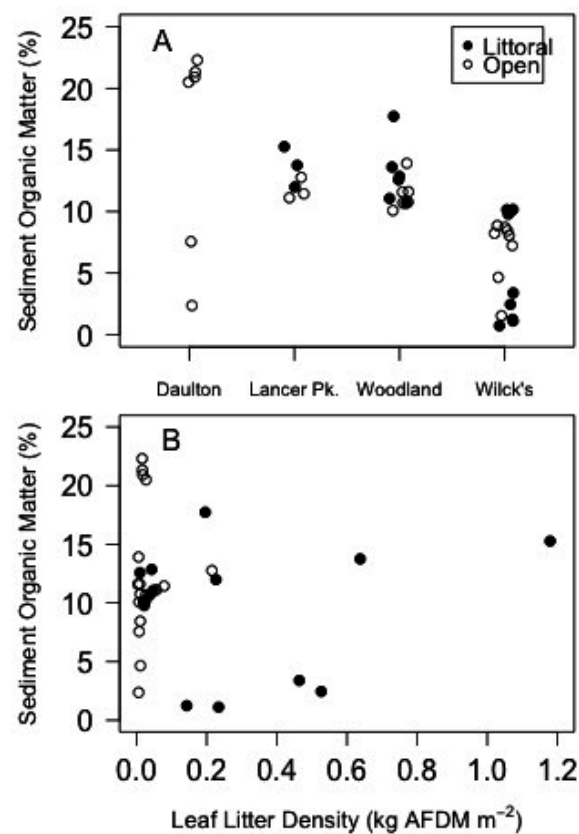 A
Littoral
Open
Sediment Organic Matter (%)
25
20
15
10
5
0
Daulton Lancer Pk. Woodland Wilck's
B
Sediment Organic Matter (%)
25
20
15
10
5
0
0.0 0.2 0.4 0.6 0.8 1.0 1.2
Leaf Litter Density (kg AFDM m⁻²)